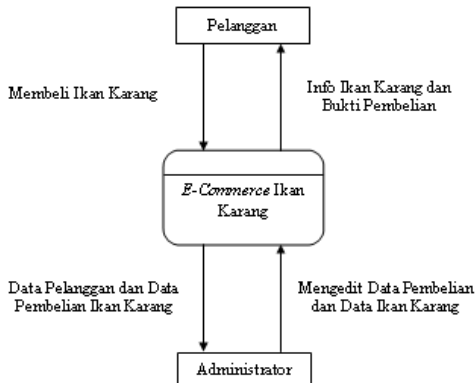 Pelanggan
Membeli Ikan Karang
Info Ikan Karang dan
Bukti Pembelian
E-Commerce Ikan
Karang
Data Pelanggan dan Data
Pembelian Ikan Karang
Mengedit Data Pembelian
dan Data Ikan Karang
Administrator